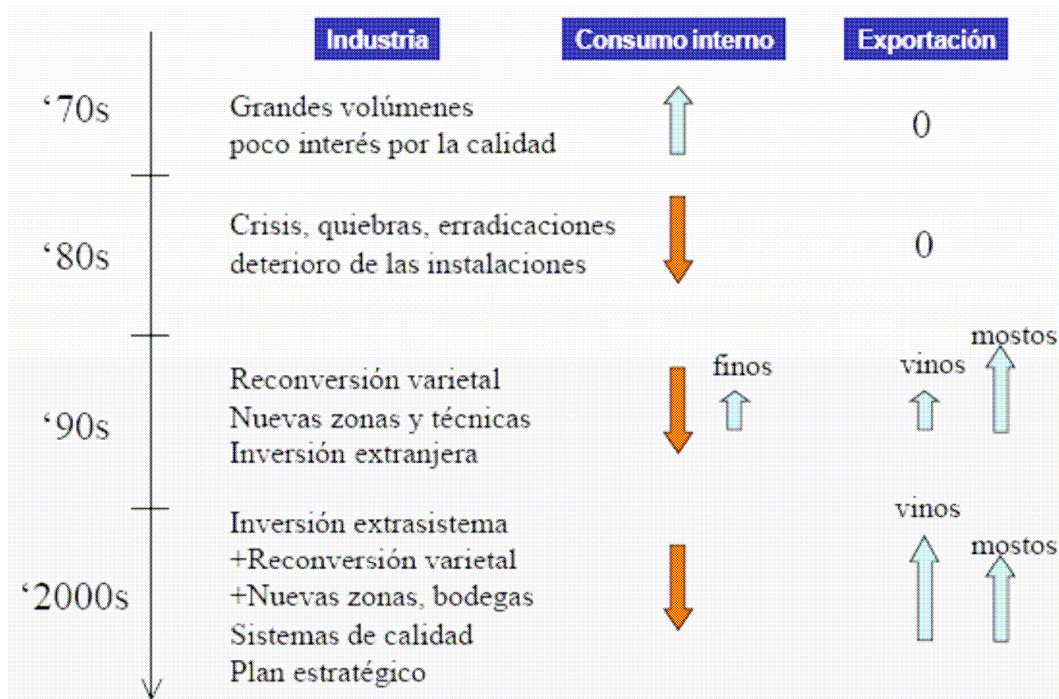 Industria
Consumo interno
Exportación
‘70s
Grandes volúmenes
poco interés por la calidad
0
‘80s
Crisis, quiebras, erradicaciones
deterioro de las instalaciones
0
‘90s
Reconversión varietal
Nuevas zonas y técnicas
Inversión extranjera
finos
vinos
mostos
‘2000s
Inversión extrasistema
+Reconversión varietal
+Nuevas zonas, bodegas
Sistemas de calidad
Plan estratégico
vinos
mostos